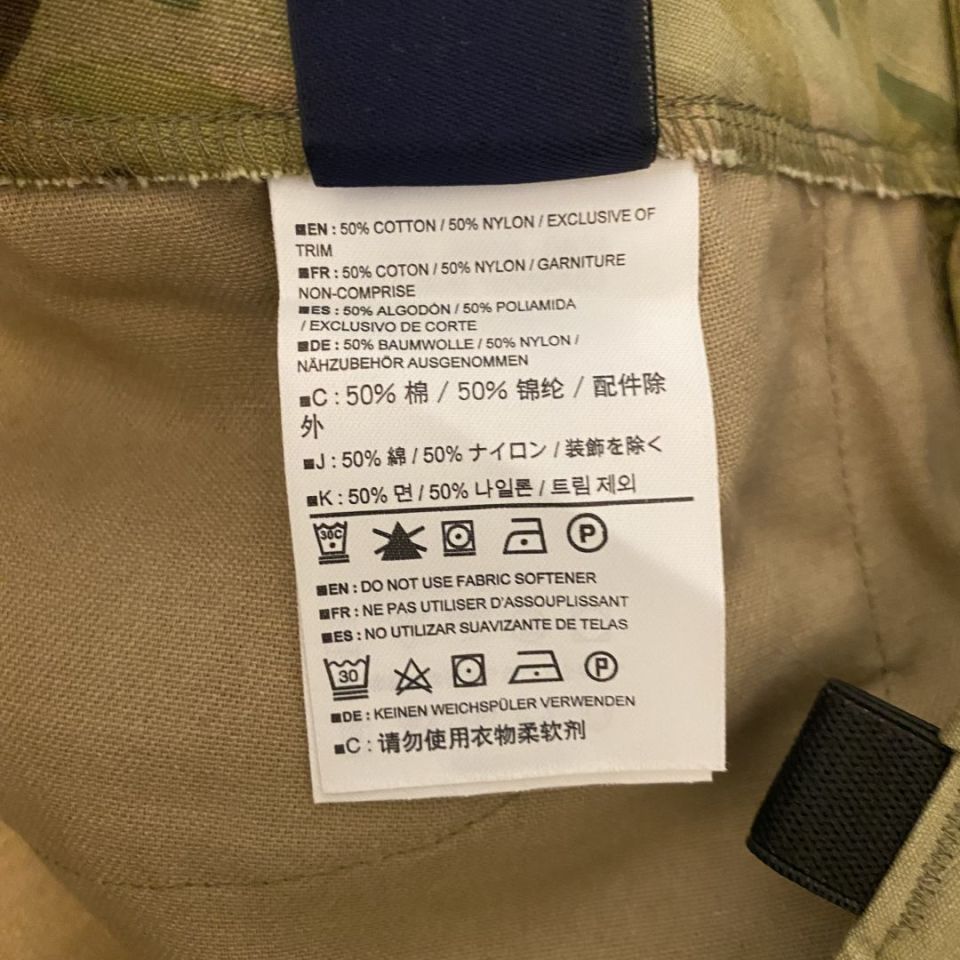 ■EN : 50% COTTON / 50% NYLON / EXCLUSIVE OF
TRIM
■FR : 50% COTON / 50% NYLON / GARNITURE
NON-COMPRISE
■ES : 50% ALGODÓN / 50% POLIAMIDA
/ EXCLUSIVO DE CORTE
■DE : 50% BAUMWOLLE / 50% NYLON /
NÄHZUBEHÖR AUSGENOMMEN
■C : 50% 棉 / 50% 锦纶 / 配件除
外
■J : 50% 綿 / 50% ナイロン / 装飾を除く
■K : 50% 면 / 50% 나일론 / 트림 제외
30C P
■EN : DO NOT USE FABRIC SOFTENER
■FR : NE PAS UTILISER D'ASSOUPLISSANT
■ES : NO UTILIZAR SUAVIZANTE DE TELAS
30 P
■DE : KEINEN WEICHSPÜLER VERWENDEN
■C : 请勿使用衣物柔软剂